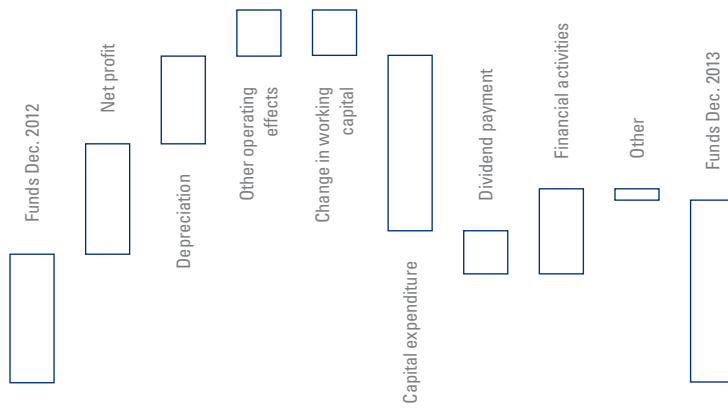 Funds Dec. 2012
Net profit
Depreciation
Other operating
effects
Change in working
capital
Capital expenditure
Dividend payment
Financial activities
Other
Funds Dec. 2013